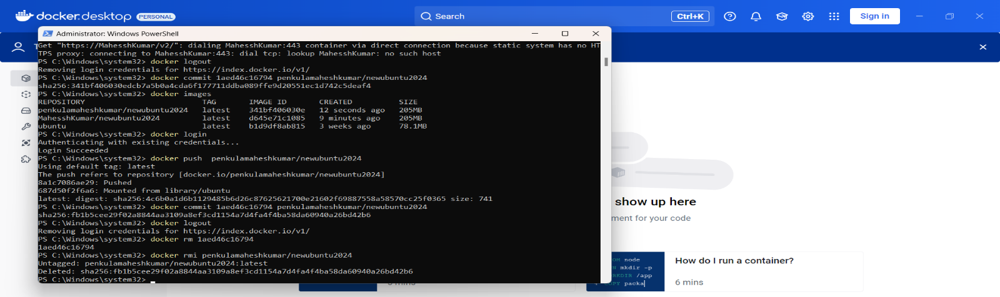 docker desktop PERSONAL
Search
Ctrl+K
Sign in
Administrator: Windows PowerShell
Get "https://MahesshKumar/v2/": dialing MahesshKumar:443 container via direct connection because static system has no HT
TPS proxy: connecting to MahesshKumar:443: dial tcp: lookup MahesshKumar: no such host
PS C:\Windows\system32> docker logout
Removing login credentials for https://index.docker.io/v1/
PS C:\Windows\system32> docker commit 1aed46c16794 penkulamaheshkumar/newubuntu2024
sha256:341bf406030edcb7a5b0a4cda6f177711ddba089ffe9d20551ec1d742c5deaf4
PS C:\Windows\system32> docker images
REPOSITORY TAG IMAGE ID CREATED SIZE
penkulamaheshkumar/newubuntu2024 latest 341bf406030e 12 seconds ago 205MB
MahesshKumar/newubuntu2024 latest d645e71c1085 9 minutes ago 205MB
ubuntu latest b1d9df8ab815 3 weeks ago 78.1MB
PS C:\Windows\system32> docker login
Authenticating with existing credentials...
Login Succeeded
PS C:\Windows\system32> docker push  penkulamaheshkumar/newubuntu2024
Using default tag: latest
The push refers to repository [docker.io/penkulamaheshkumar/newubuntu2024]
8a1c7086ae29: Pushed
687d50f2f6a6: Mounted from library/ubuntu
latest: digest: sha256:4c6b0a1d6b1129485b6d26c87625621700e21602f69887558a58570cc25f0365 size: 741
PS C:\Windows\system32> docker commit 1aed46c16794 penkulamaheshkumar/newubuntu2024
sha256:fb1b5cee29f02a8844aa3109a8ef3cd1154a7d4fa4f4ba58da60940a26bd42b6
PS C:\Windows\system32> docker logout
Removing login credentials for https://index.docker.io/v1/
PS C:\Windows\system32> docker rm 1aed46c16794
1aed46c16794
PS C:\Windows\system32> docker rmi penkulamaheshkumar/newubuntu2024
Untagged: penkulamaheshkumar/newubuntu2024:latest
Deleted: sha256:fb1b5cee29f02a8844aa3109a8ef3cd1154a7d4fa4f4ba58da60940a26bd42b6
PS C:\Windows\system32>
show up here
ment for your code
OM node
N mkdir -p
RKDIR /app
COPY packa
How do I run a container?
6 mins